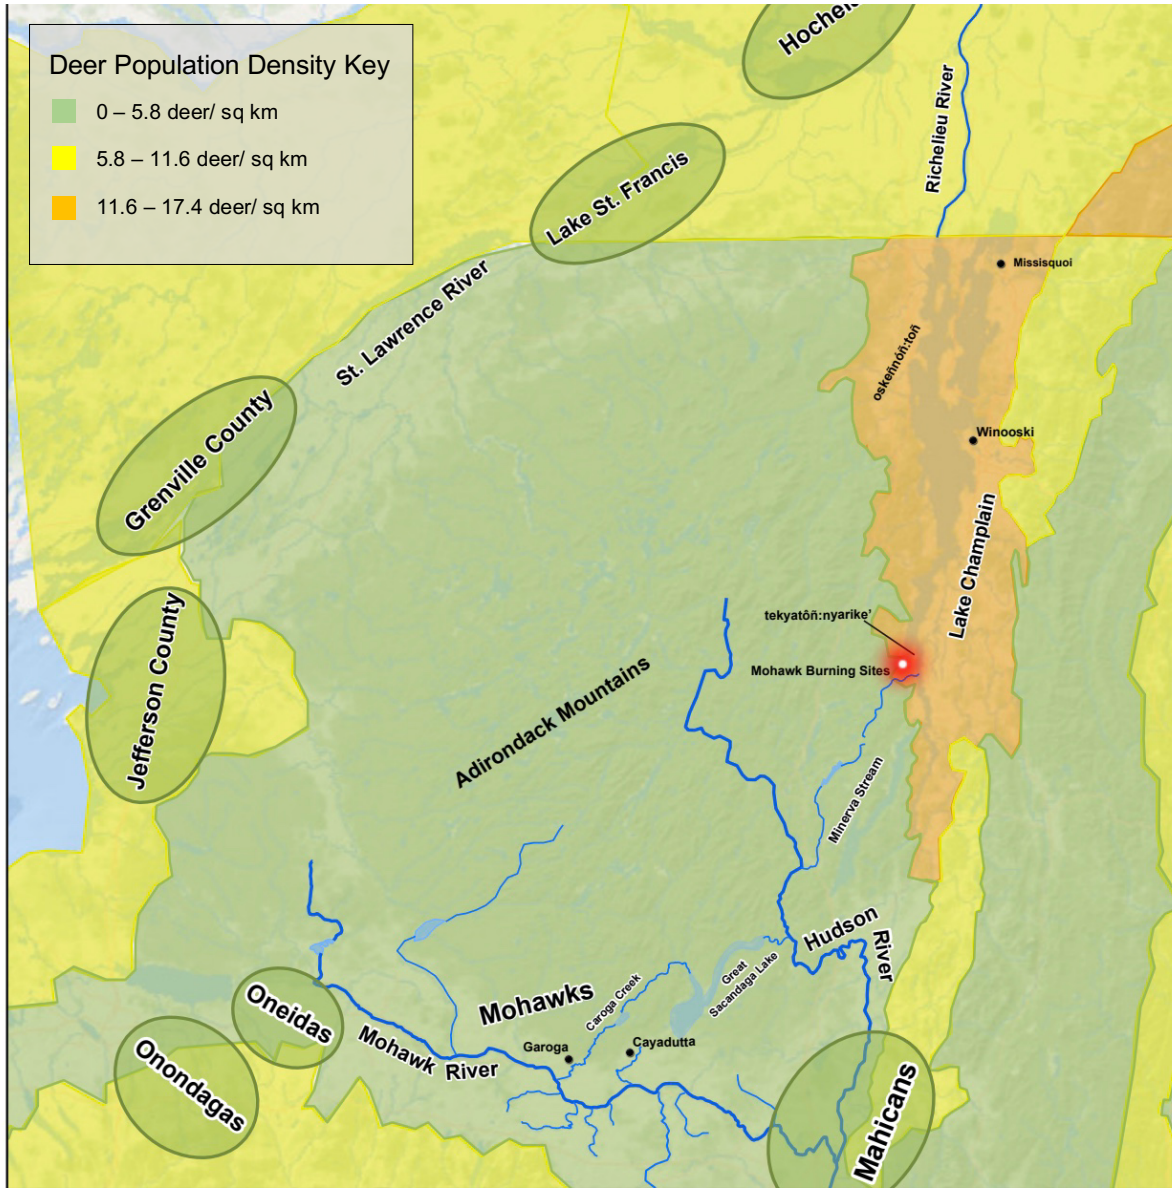 Deer Population Density Key
0 – 5.8 deer/ sq km
5.8 – 11.6 deer/ sq km
11.6 – 17.4 deer/ sq km
Richelieu River
Lake St. Francis
Missisquoi
St. Lawrence River
oskeñnóñ:toñ
Grenville County
Winooski
Lake Champlain
tekyatôñ:nyarike’
Mohawk Burning Sites
Jefferson County
Adirondack Mountains
Minerva Stream
Hudson
River
Great
Sacandaga Lake
Mohawks
Caroga Creek
Oneidas
Mohawk
River
Garoga
Cayadutta
Onondagas
Mahicans